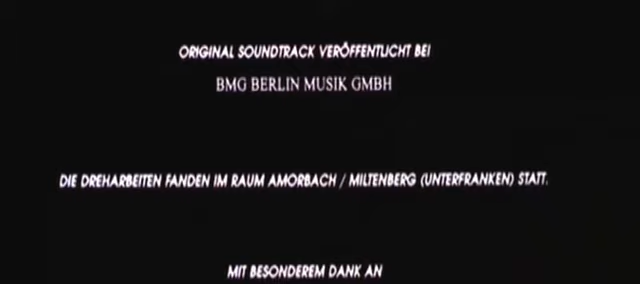 ORIGINAL SOUNDTRACK VERÖFFENTLICHT BEI
BMG BERLIN MUSIK GMBH
DIE DREHARBEITEN FANDEN IM RAUM AMORBACH / MILTENBERG (UNTERFRANKEN) STATT.
MIT BESONDEREM DANK AN